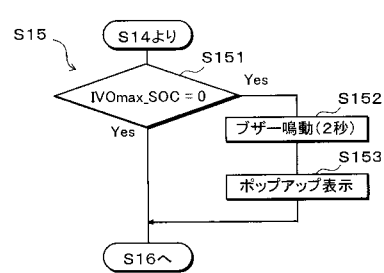 S14より
S15
S151
IVOmax_SOC = 0
Yes
Yes
S152
ブザー鳴動(2秒)
S153
ポップアップ表示
S16へ